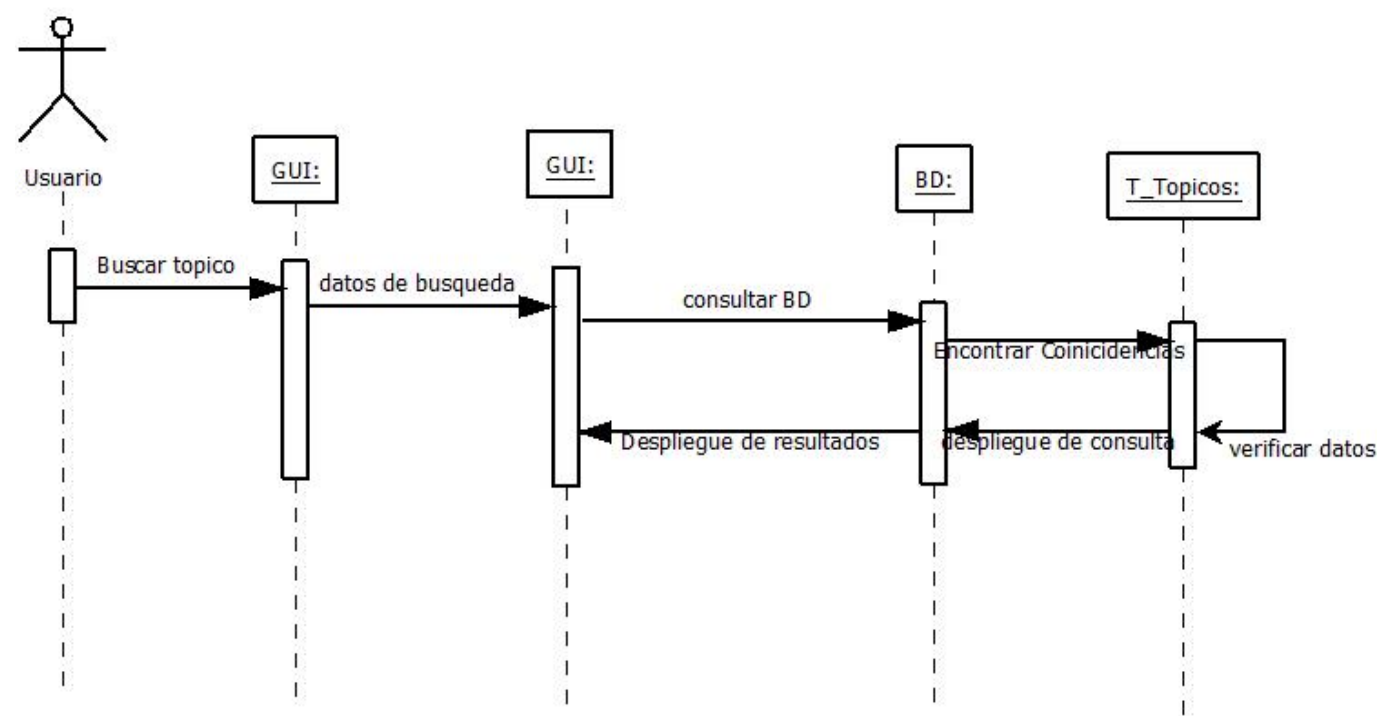 Usuario
GUI:
GUI:
BD:
T_Topicos:
Buscar topico
datos de busqueda
consultar BD
Encontrar Coinicidencias
Despliegue de resultados
despliegue de consulta
verificar datos